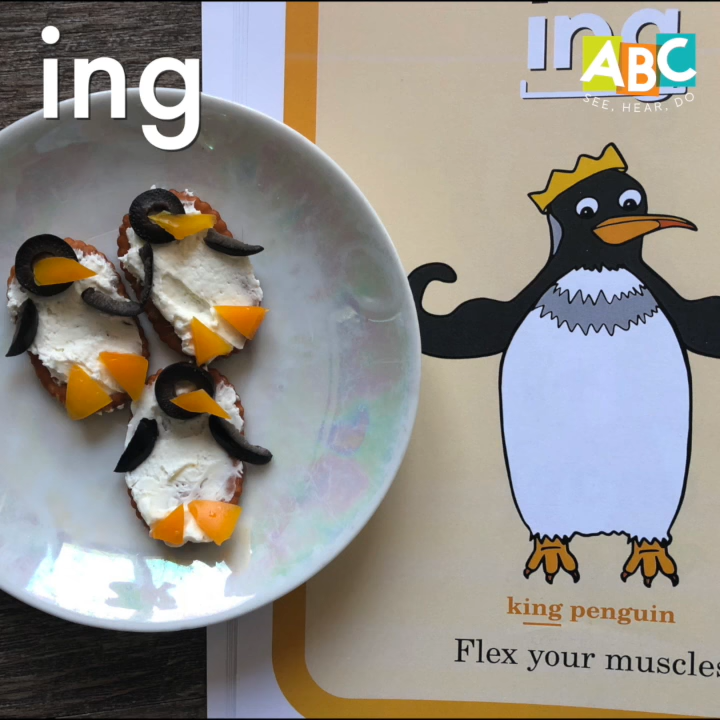 ing
ing
ABC
SEE, HEAR, DO
king penguin
Flex your muscles